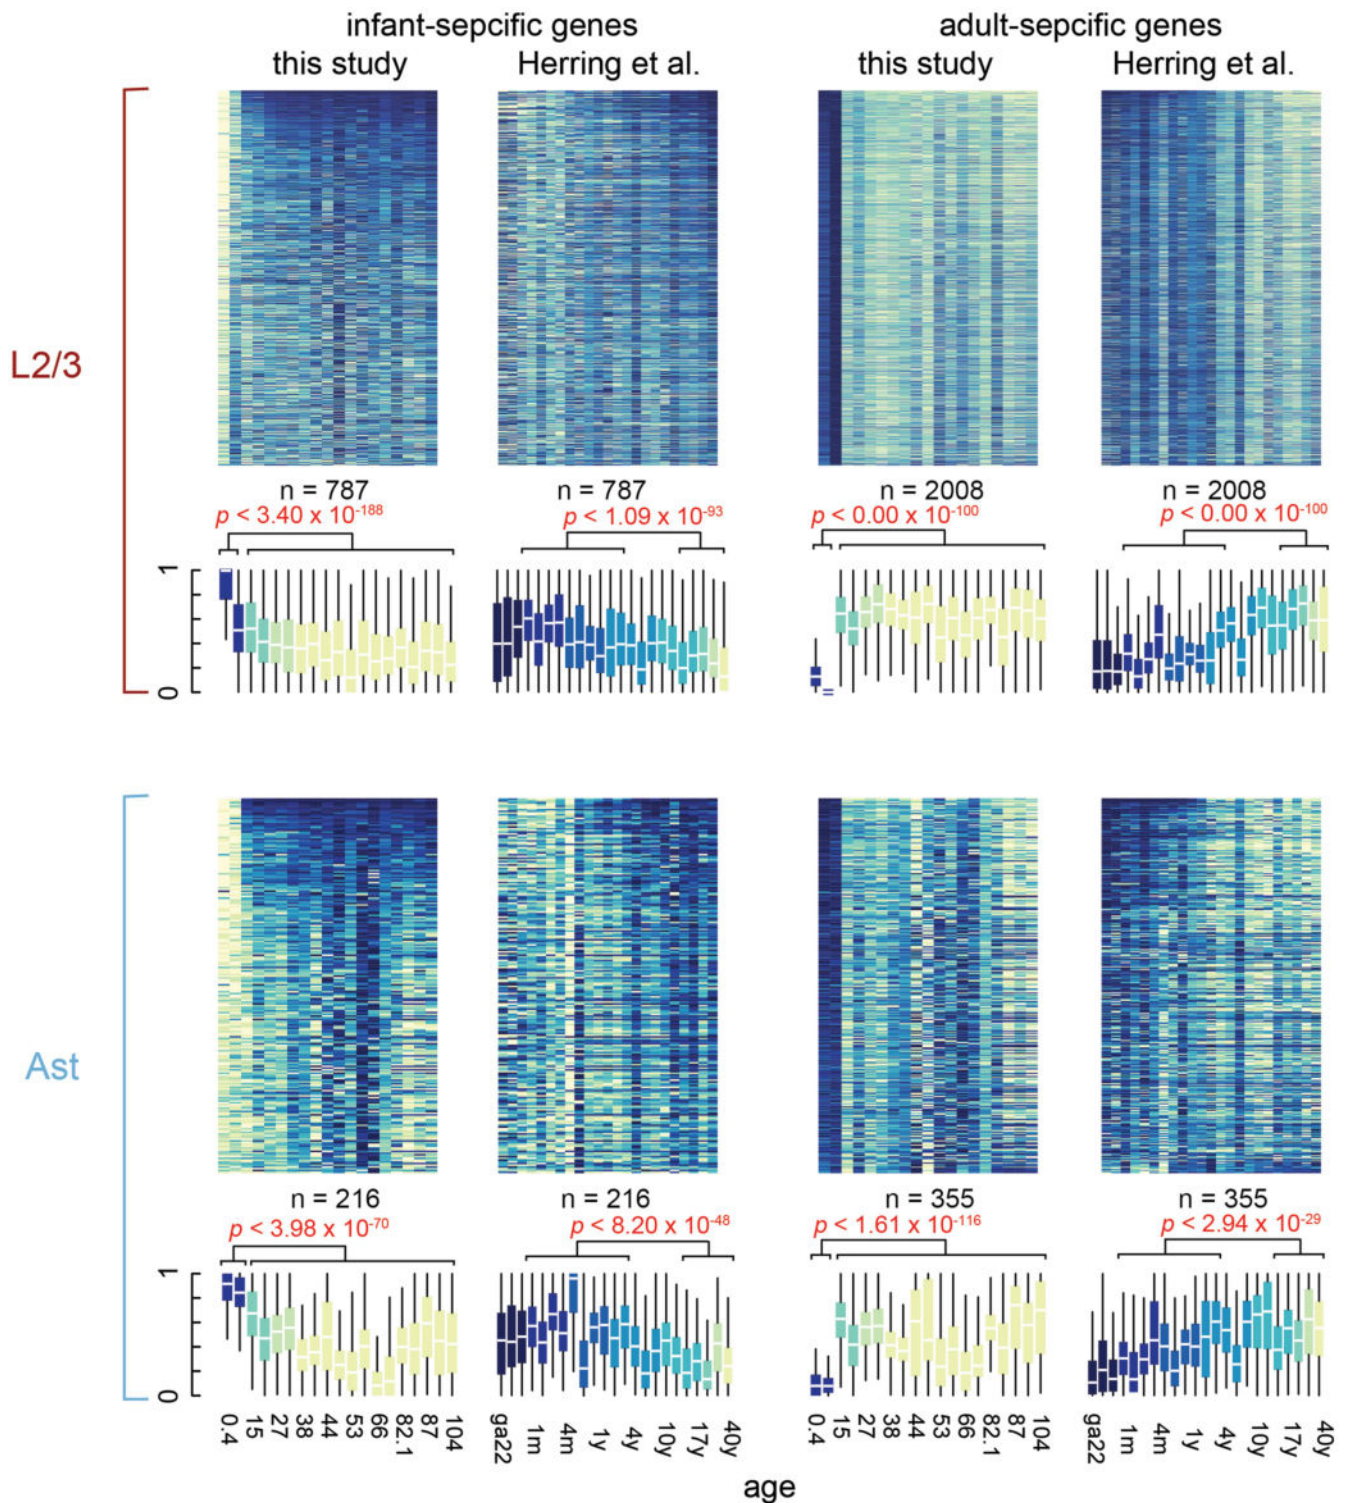 infant-sepcific genes adult-sepcific genes
this study Herring et al. this study Herring et al.
L2/3
n = 787 n = 787 n = 2008 n = 2008
p < 3.40 x 10-188 p < 1.09 x 10-93 p < 0.00 x 10-100 p < 0.00 x 10-100
1
0
Ast
n = 216 n = 216 n = 355 n = 355
p < 3.98 x 10-70 p < 8.20 x 10-48 p < 1.61 x 10-116 p < 2.94 x 10-29
1
0
0.4 15 27 38 44 53 66 82.1 87 104 ga22 1m 4m 1y 4y 10y 17y 40y 0.4 15 27 38 44 53 66 82.1 87 104 ga22 1m 4m 1y 4y 10y 17y 40y
age